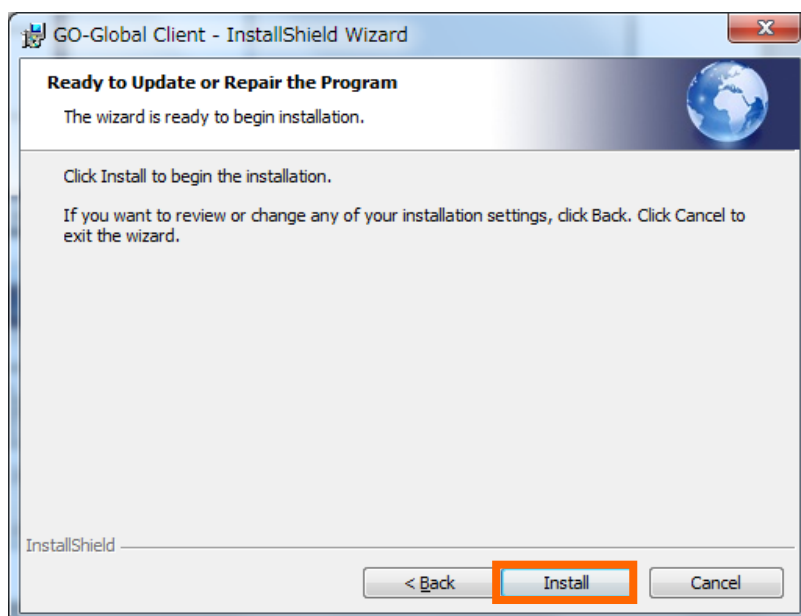 GO-Global Client - InstallShield Wizard
Ready to Update or Repair the Program
The wizard is ready to begin installation.
Click Install to begin the installation.
If you want to review or change any of your installation settings, click Back. Click Cancel to
exit the wizard.
InstallShield
< Back Install Cancel